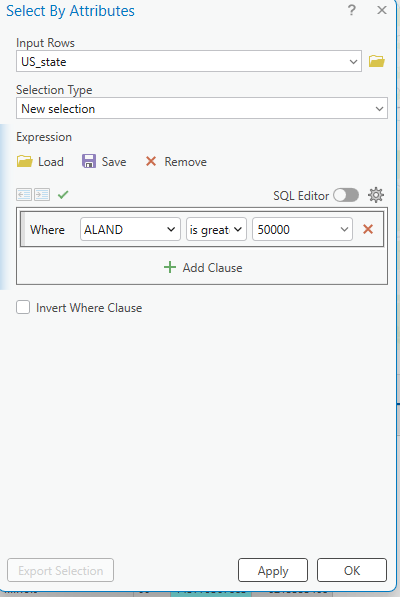 Select By Attributes ? ×
Input Rows
US_state
Selection Type
New selection
Expression
Load Save Remove
SQL Editor
Where ALAND is great 50000
Add Clause
Invert Where Clause
Export Selection Apply OK